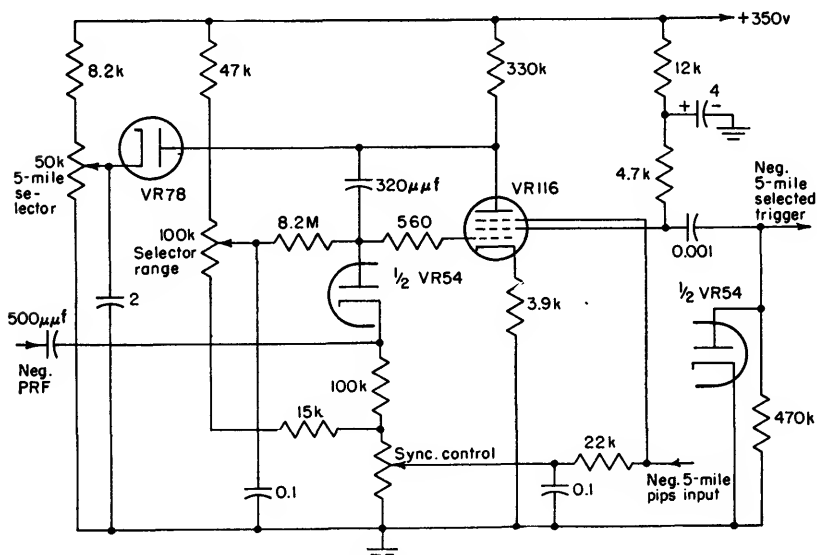 +350v
8.2k
47k
330k
12k
4
+
-
50k
5-mile
se-
lector
VR78
320μμf
VR116
4.7k
Neg.
5-mile
selected
trigger
100k
Selector
range
8.2M
560
0.001
½ VR54
3.9k
½ VR54
2
500μμf
Neg.
PRF
100k
15k
Sync. control
22k
470k
0.1
0.1
Neg. 5-mile
pips input